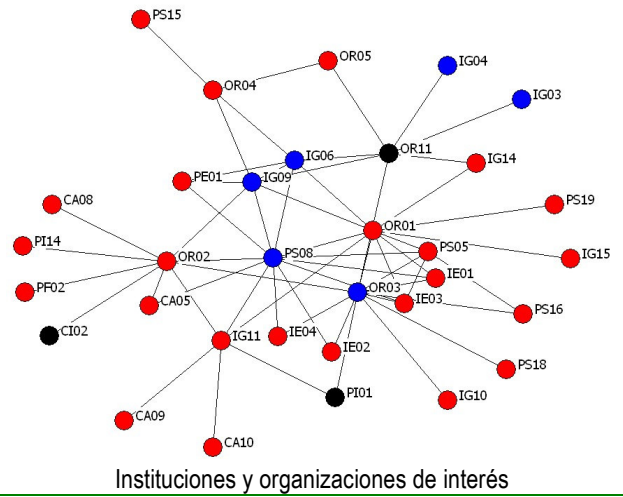 PS15
OR05
IG04
OR04
IG03
OR11
IG06
IG14
PE01
IG09
CA08
PS19
OR01
PI14
PS05
OR02
PS08
IG15
IE01
PF02
OR03
CA05
IE03
PS16
CI02
IG11
IE04
IE02
PS18
PI01
IG10
CA09
CA10
Instituciones y organizaciones de interés